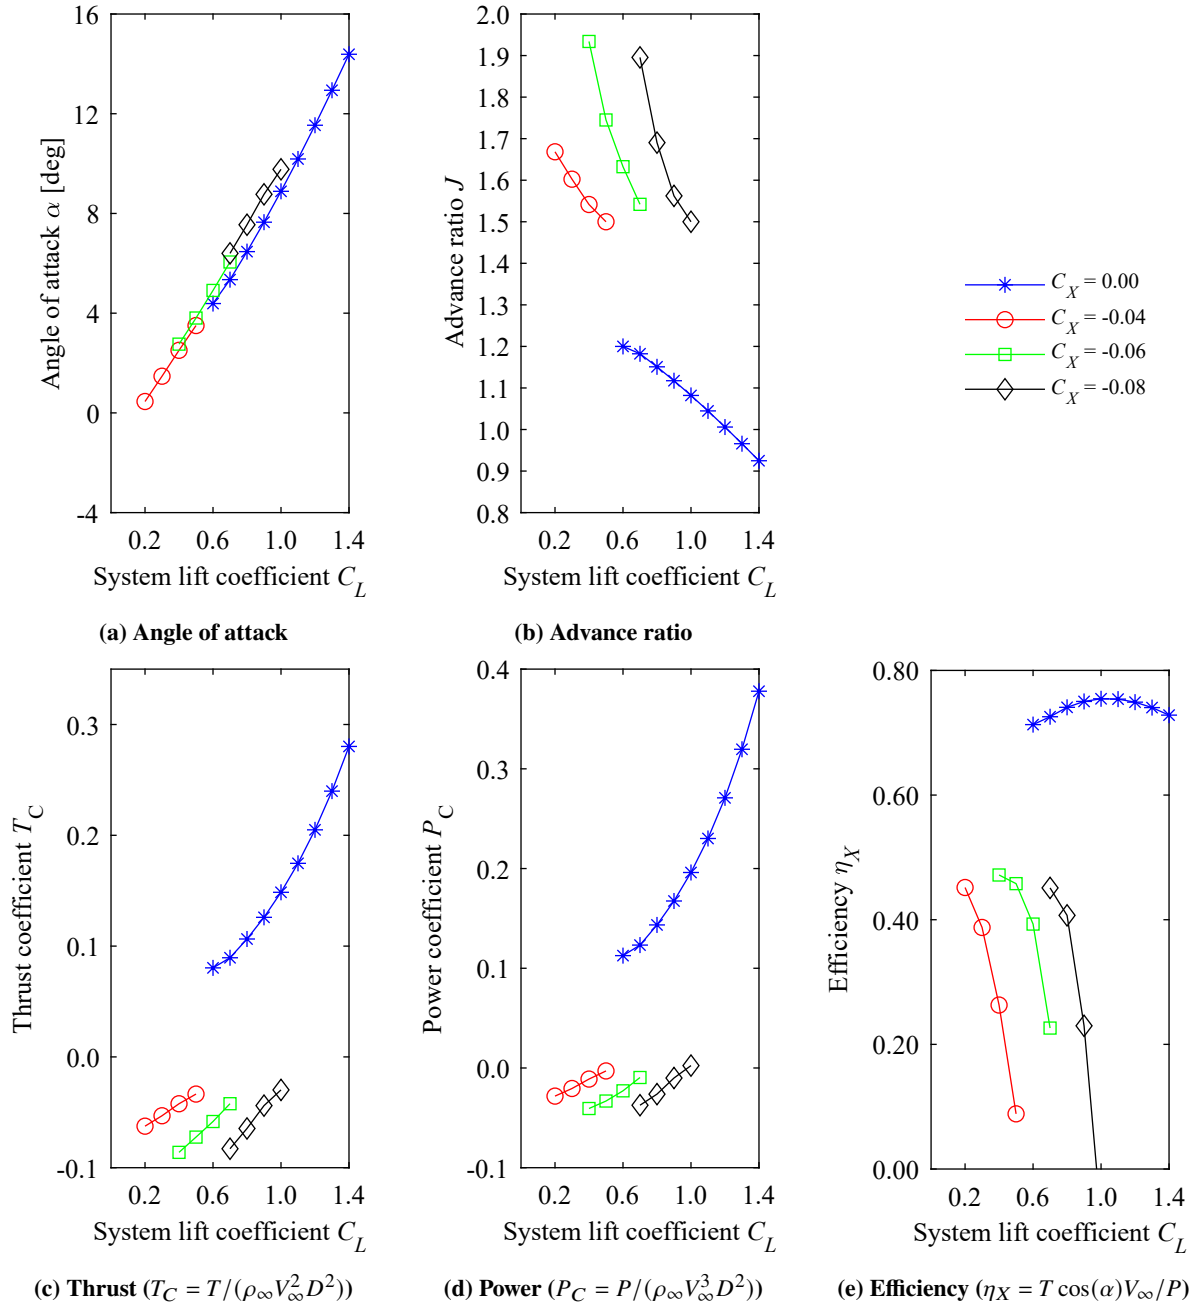 16
12
8
4
0
-4
Angle of attack α [deg]
0.2 0.6 1.0 1.4
System lift coefficient C_L
(a) Angle of attack
2.0
1.9
1.8
1.7
1.6
1.5
1.4
1.3
1.2
1.1
1.0
0.9
0.8
Advance ratio J
0.2 0.6 1.0 1.4
System lift coefficient C_L
(b) Advance ratio
C_X = 0.00
C_X = -0.04
C_X = -0.06
C_X = -0.08
0.3
0.2
0.1
0.0
-0.1
Thrust coefficient T_C
0.2 0.6 1.0 1.4
System lift coefficient C_L
(c) Thrust (T_C = T/(ρ_∞V_∞^2D^2))
0.4
0.3
0.2
0.1
0.0
-0.1
Power coefficient P_C
0.2 0.6 1.0 1.4
System lift coefficient C_L
(d) Power (P_C = P/(ρ_∞V_∞^3D^2))
0.80
0.60
0.40
0.20
0.00
Efficiency η_X
0.2 0.6 1.0 1.4
System lift coefficient C_L
(e) Efficiency (η_X = T cos(α)V_∞/P)